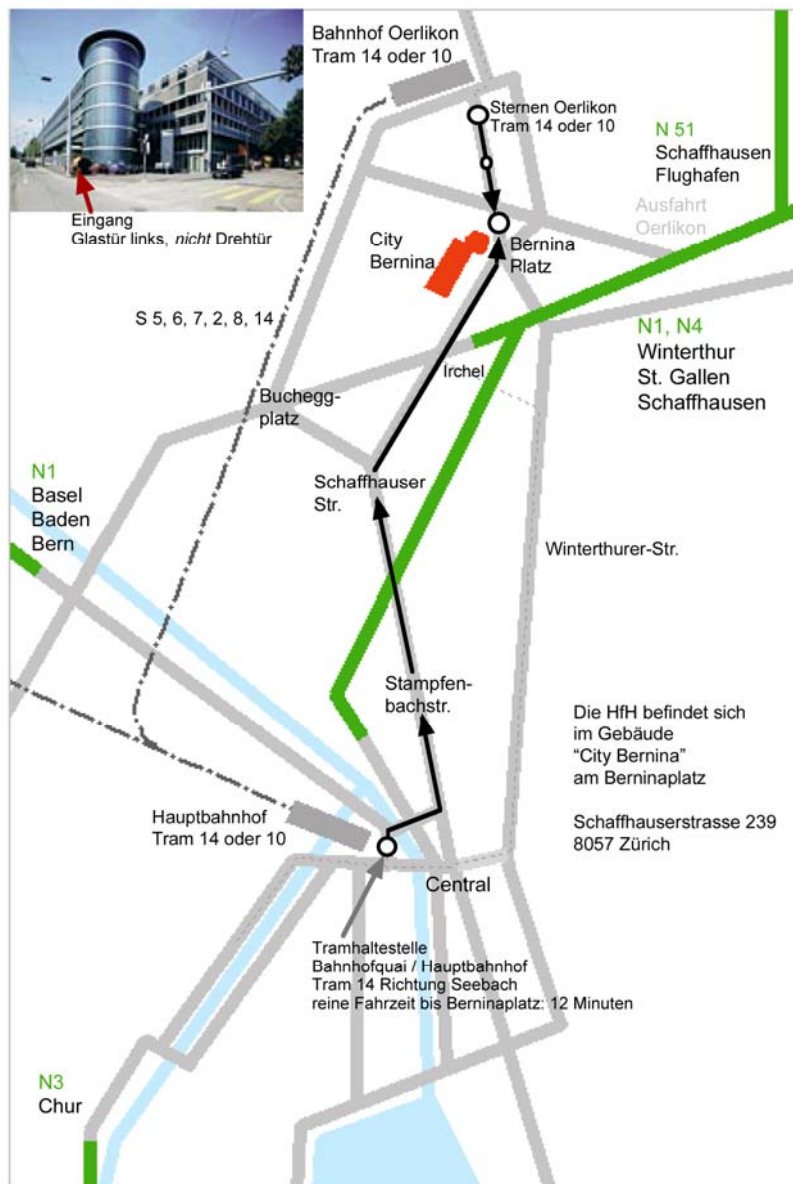 Bahnhof Oerlikon
Tram 14 oder 10
Sternen Oerlikon
Tram 14 oder 10
N 51
Schaffhausen
Flughafen
Ausfahrt
Oerlikon
Eingang
Glastür links, nicht Drehtür
City
Bernina
Bernina
Rlatz
S 5, 6, 7, 2, 8, 14
N1, N4
Winterthur
St. Gallen
Schaffhausen
Irchel
Buchegg-
platz
Schaffhauser
Str.
N1
Basel
Baden
Bern
Winterthurer-Str.
Stampfen-
bachstr.
Die HfH befindet sich
im Gebäude
"City Bernina"
am Berninaplatz
Schaffhauserstrasse 239
8057 Zürich
Hauptbahnhof
Tram 14 oder 10
Central
Tramhaltestelle
Bahnhofquai / Hauptbahnhof
Tram 14 Richtung Seebach
reine Fahrzeit bis Berninaplatz: 12 Minuten
N3
Chur